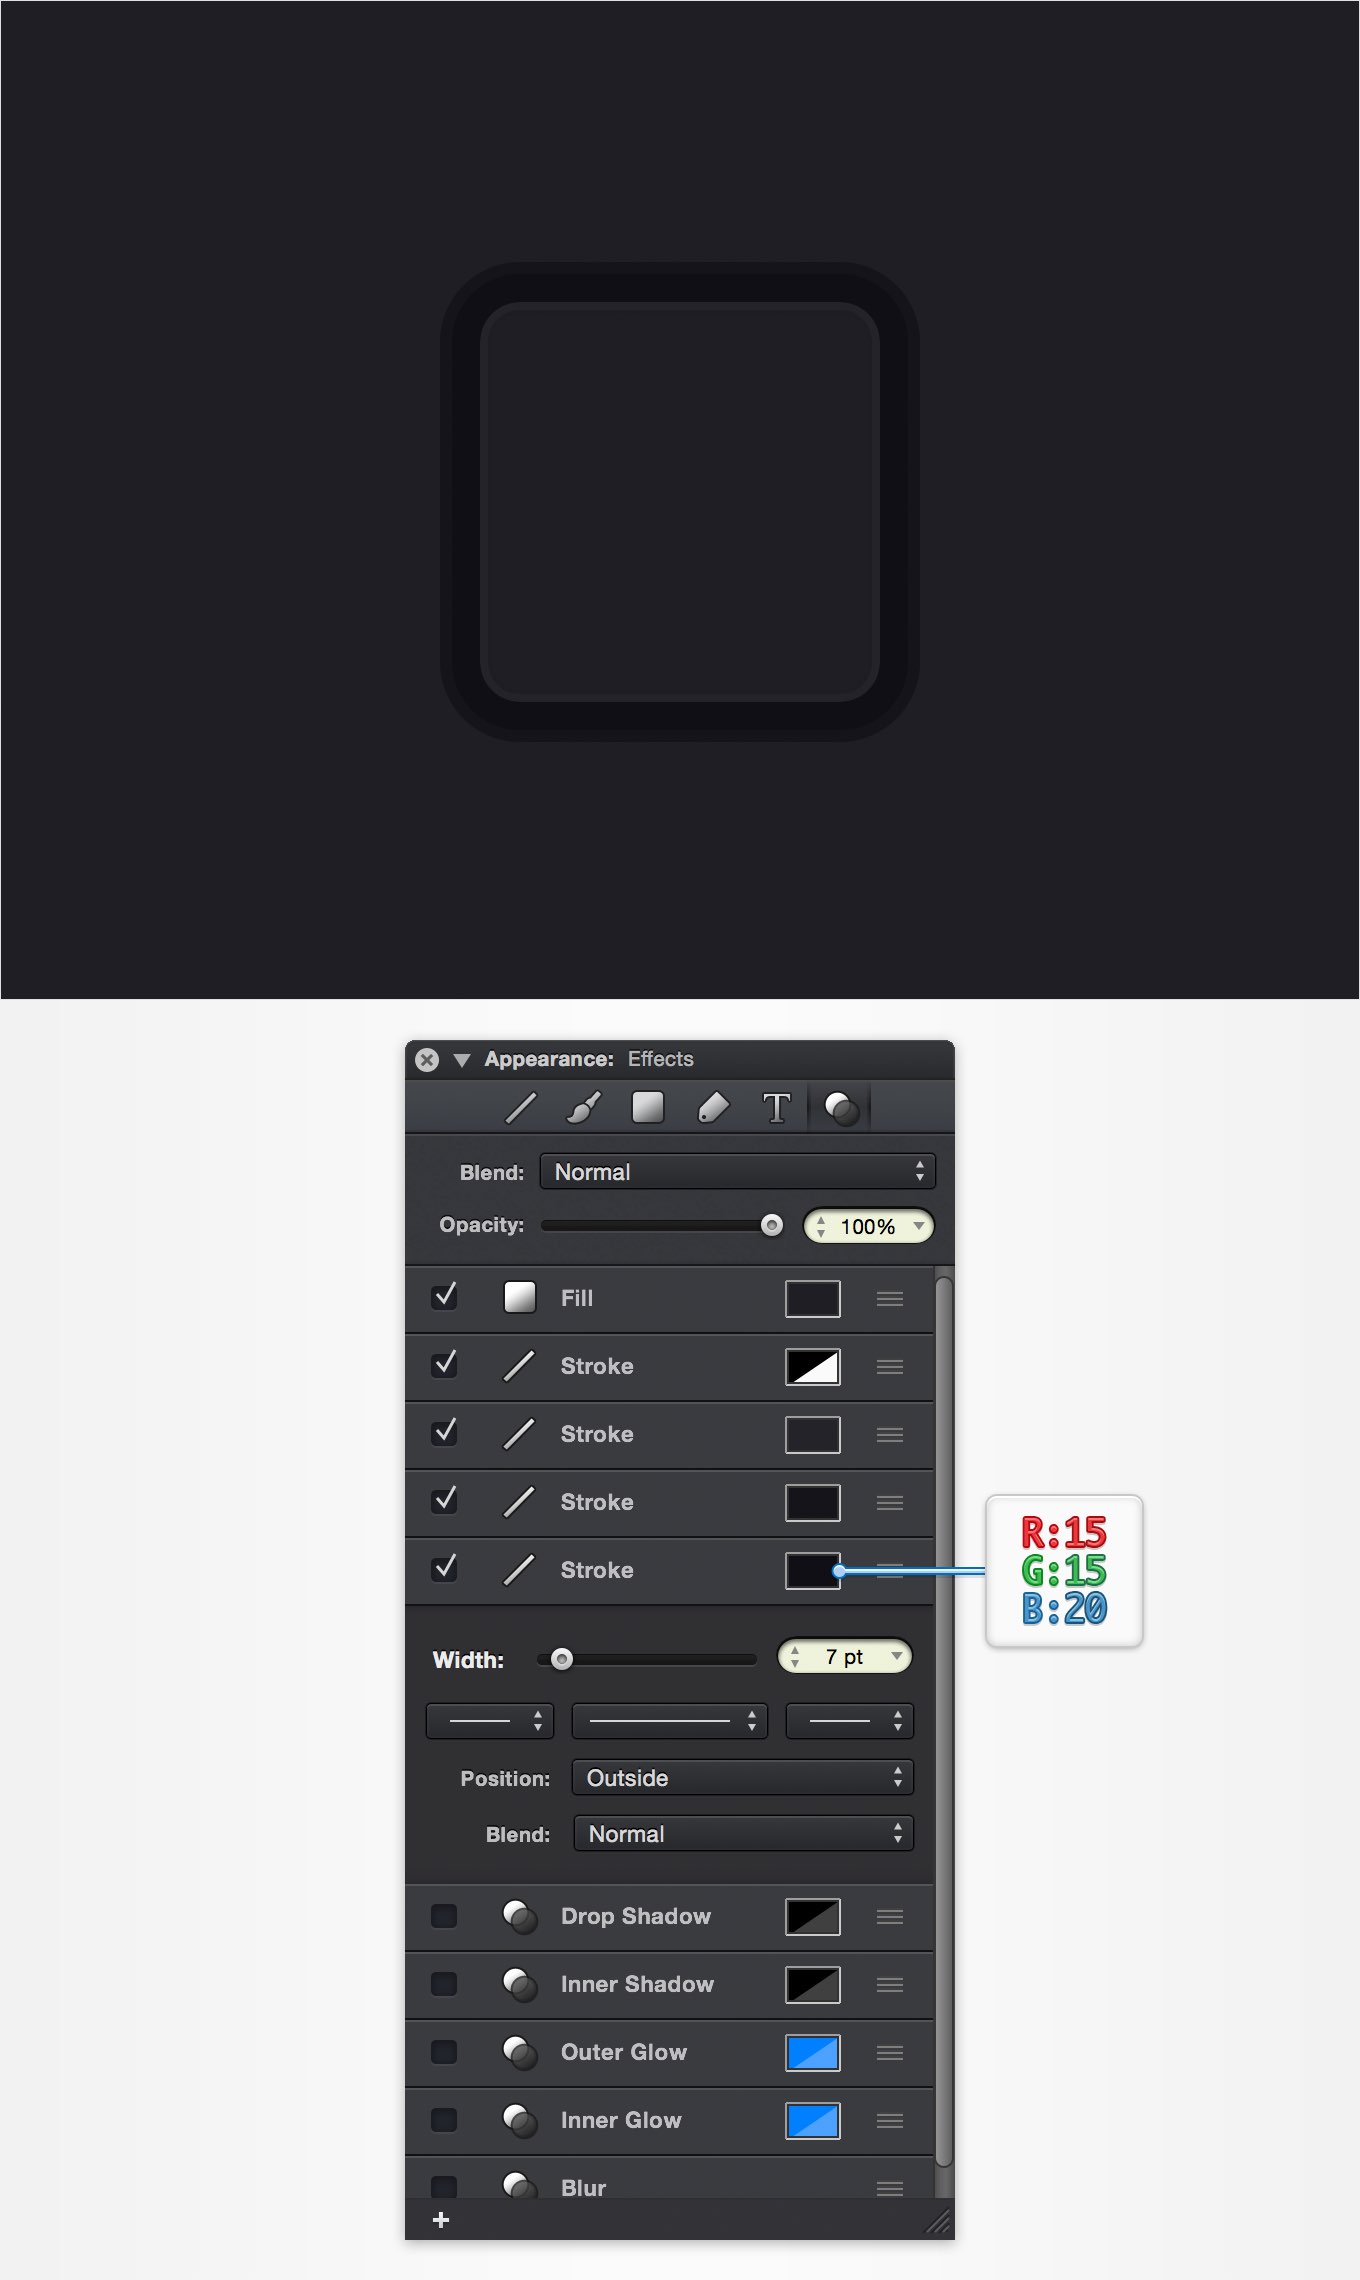 Appearance: Effects
T
Blend: Normal
Opacity: 100%
Fill
Stroke
Stroke
Stroke
Stroke
R:15
G:15
B:20
Width: 7 pt
Position: Outside
Blend: Normal
Drop Shadow
Inner Shadow
Outer Glow
Inner Glow
Blur